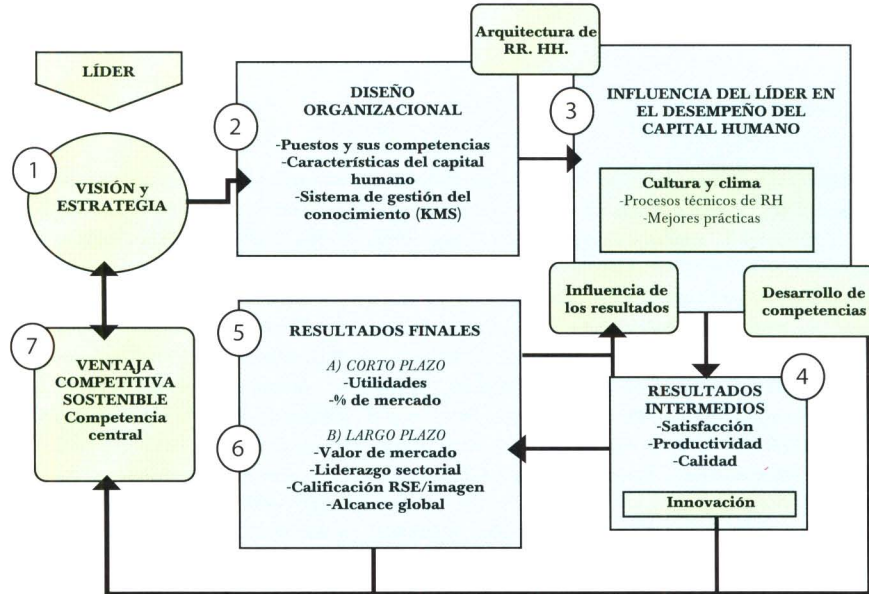 LÍDER
1
VISIÓN y
ESTRATEGIA
2
DISEÑO
ORGANIZACIONAL
-Puestos y sus competencias
-Características del capital
humano
-Sistema de gestión del
conocimiento (KMS)
Arquitectura de
RR. HH.
3
INFLUENCIA DEL LÍDER EN
EL DESEMPEÑO DEL
CAPITAL HUMANO
Cultura y clima
-Procesos técnicos de RH
-Mejores prácticas
Influencia de
los resultados
Desarrollo de
competencias
4
RESULTADOS
INTERMEDIOS
-Satisfacción
-Productividad
-Calidad
Innovación
5
RESULTADOS FINALES
A) CORTO PLAZO
-Utilidades
-% de mercado
6
B) LARGO PLAZO
-Valor de mercado
-Liderazgo sectorial
-Calificación RSE/imagen
-Alcance global
7
VENTAJA
COMPETITIVA
SOSTENIBLE
Competencia
central